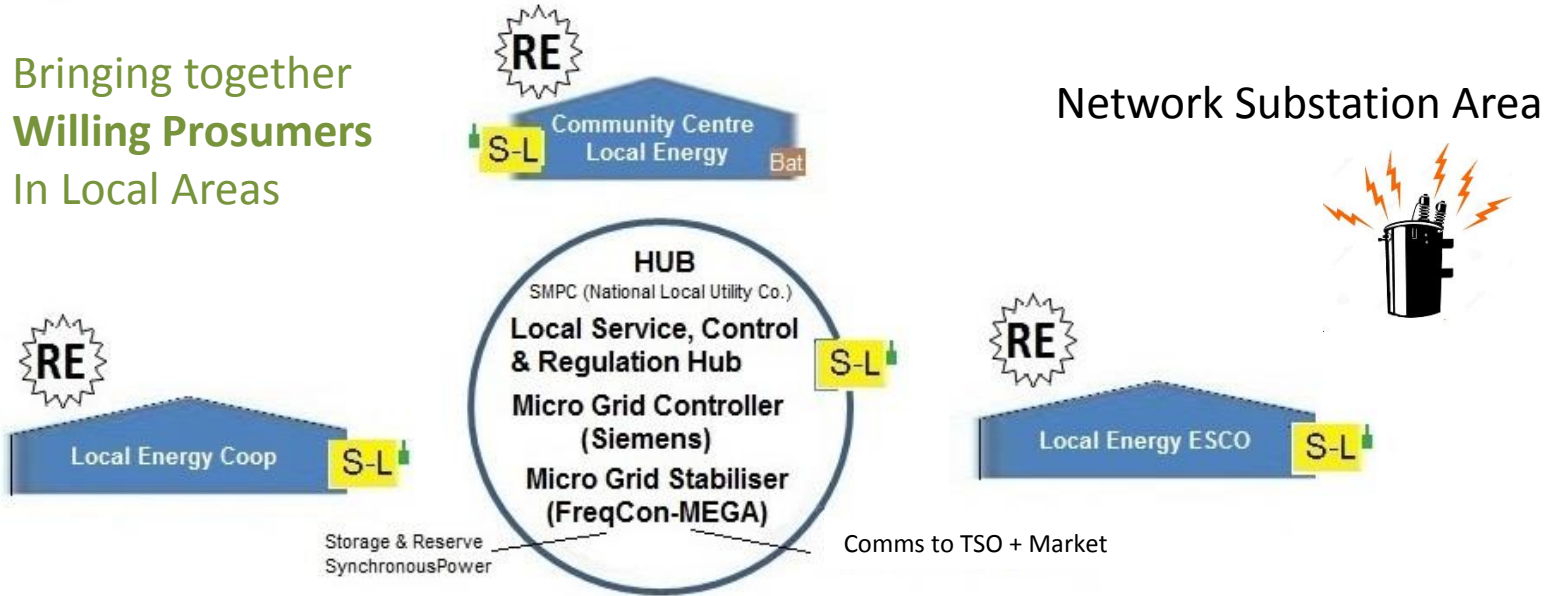 Bringing together
Willing Prosumers
In Local Areas
RE
Community Centre
Local Energy
S-L
Bat
Network Substation Area
HUB
SMPC (National Local Utility Co.)
Local Service, Control
& Regulation Hub
S-L
Micro Grid Controller
(Siemens)
Micro Grid Stabiliser
(FreqCon-MEGA)
RE
Local Energy Coop
S-L
RE
Local Energy ESCO
S-L
Storage & Reserve
SynchronousPower
Comms to TSO + Market